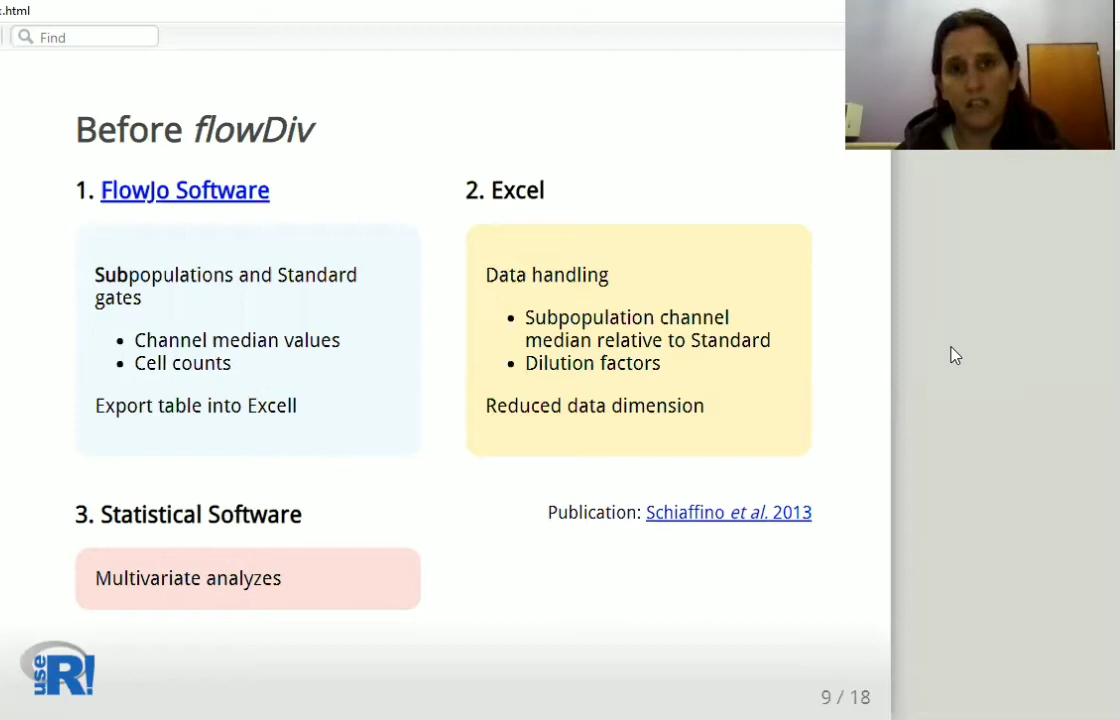 .html
Find
Before flowDiv
1. FlowJo Software
Subpopulations and Standard
gates
• Channel median values
• Cell counts
Export table into Excell
2. Excel
Data handling
• Subpopulation channel
median relative to Standard
• Dilution factors
Reduced data dimension
3. Statistical Software
Multivariate analyzes
Publication: Schiaffino et al. 2013
use R!
9 / 18